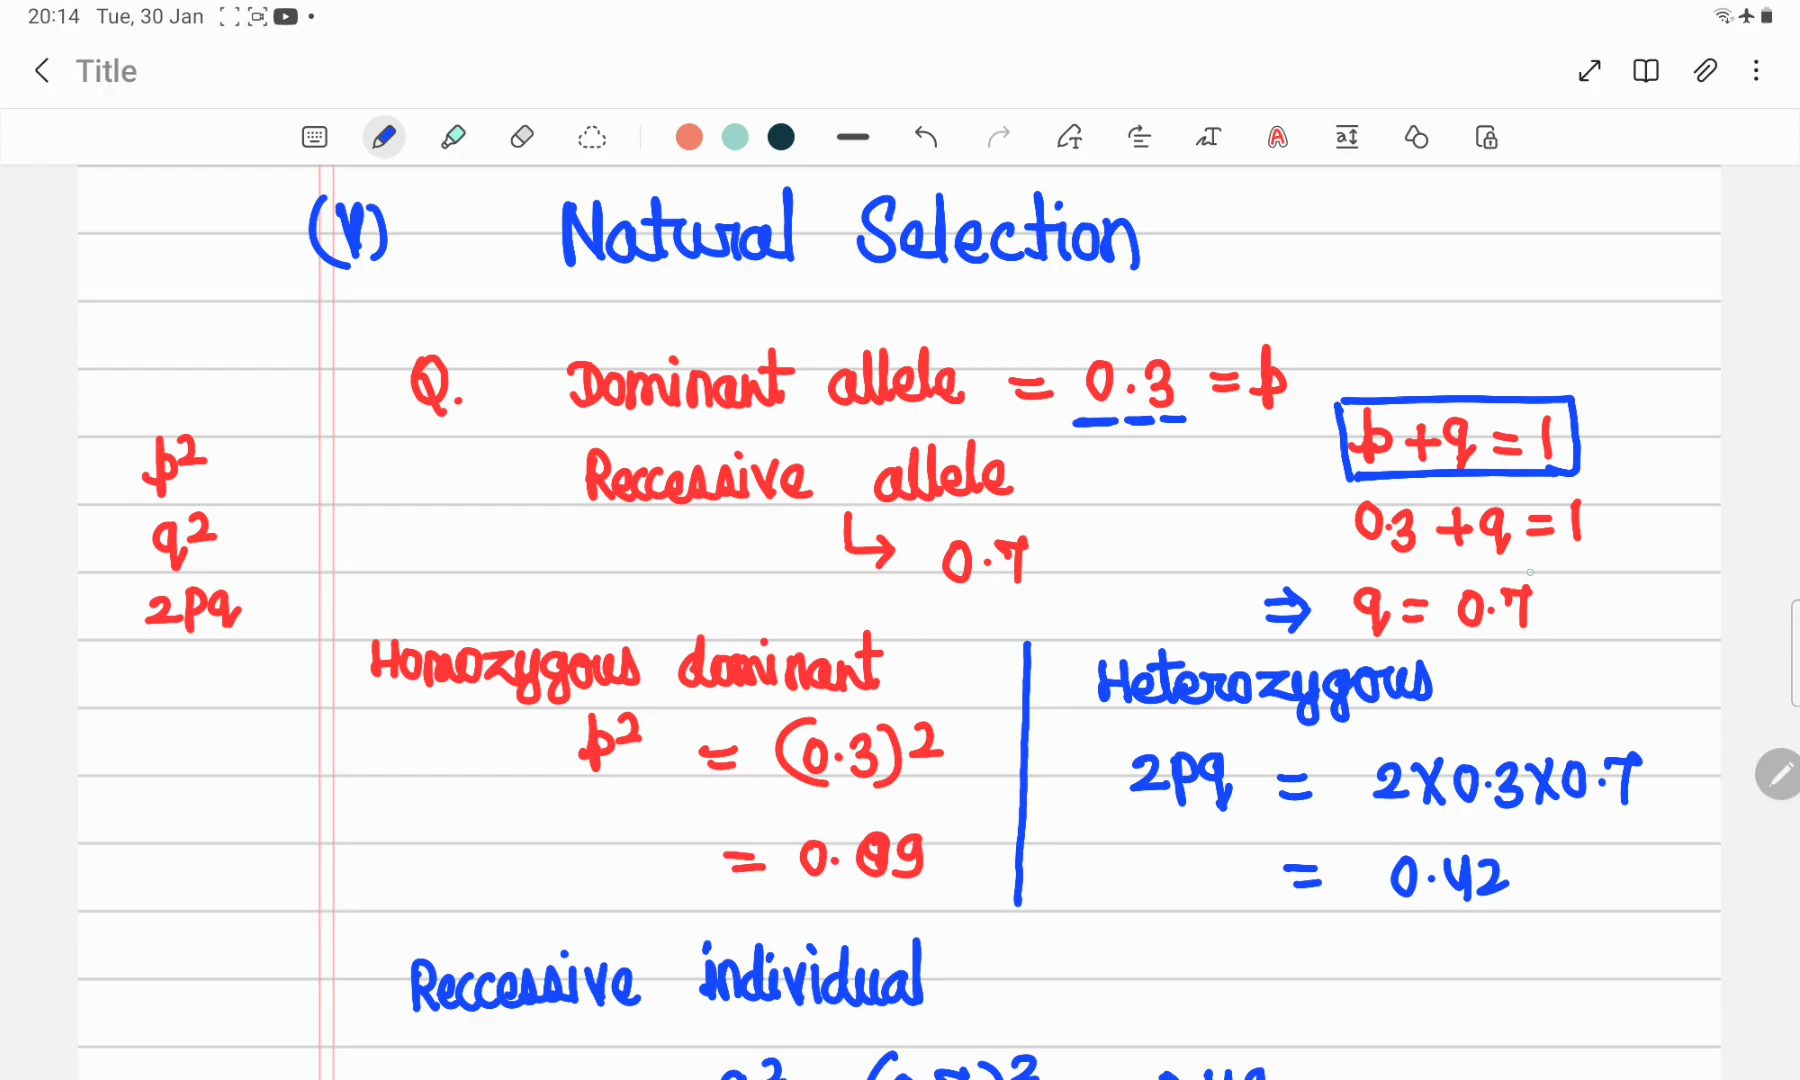 20:14 Tue, 30 Jan
Title
(V) Natural Selection
Q. Dominant allele = 0.3 = p
p + q = 1
p²
Reccessive allele
0.3 + q = 1
q²
↳ 0.7
2pq
⇒ q = 0.7
Homozygous dominant
Heterozygous
p² = (0.3)²
2pq = 2×0.3×0.7
= 0.09
= 0.42
Reccessive individual